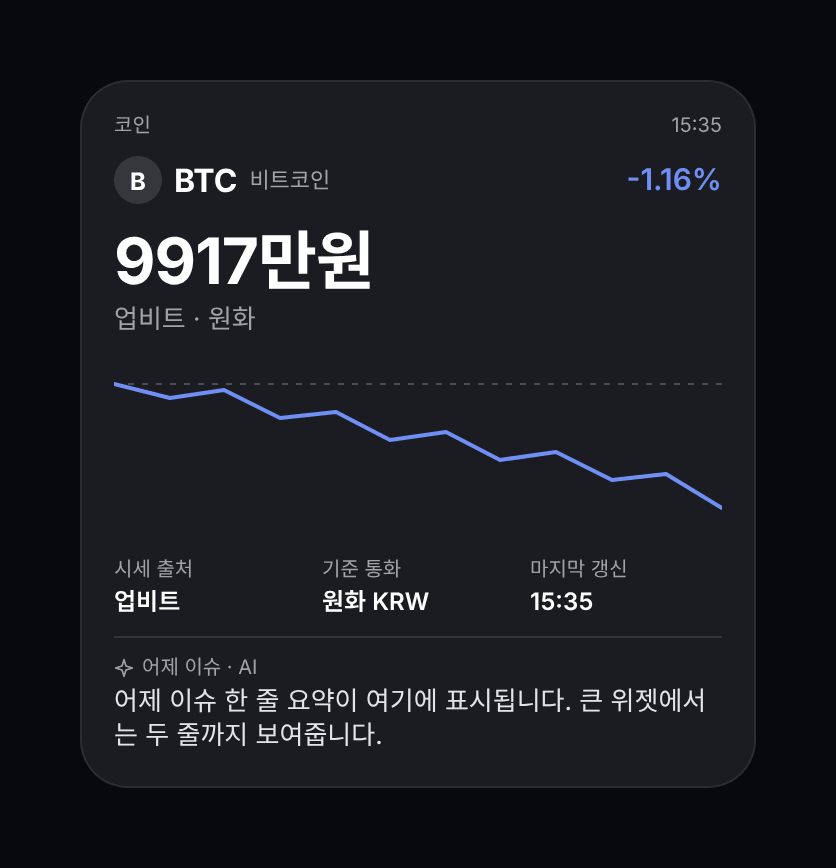 코인 15:35
B BTC 비트코인 -1.16%
9917만원
업비트 · 원화
시세 출처 기준 통화 마지막 갱신
업비트 원화 KRW 15:35
어제 이슈 · AI
어제 이슈 한 줄 요약이 여기에 표시됩니다. 큰 위젯에서
는 두 줄까지 보여줍니다.